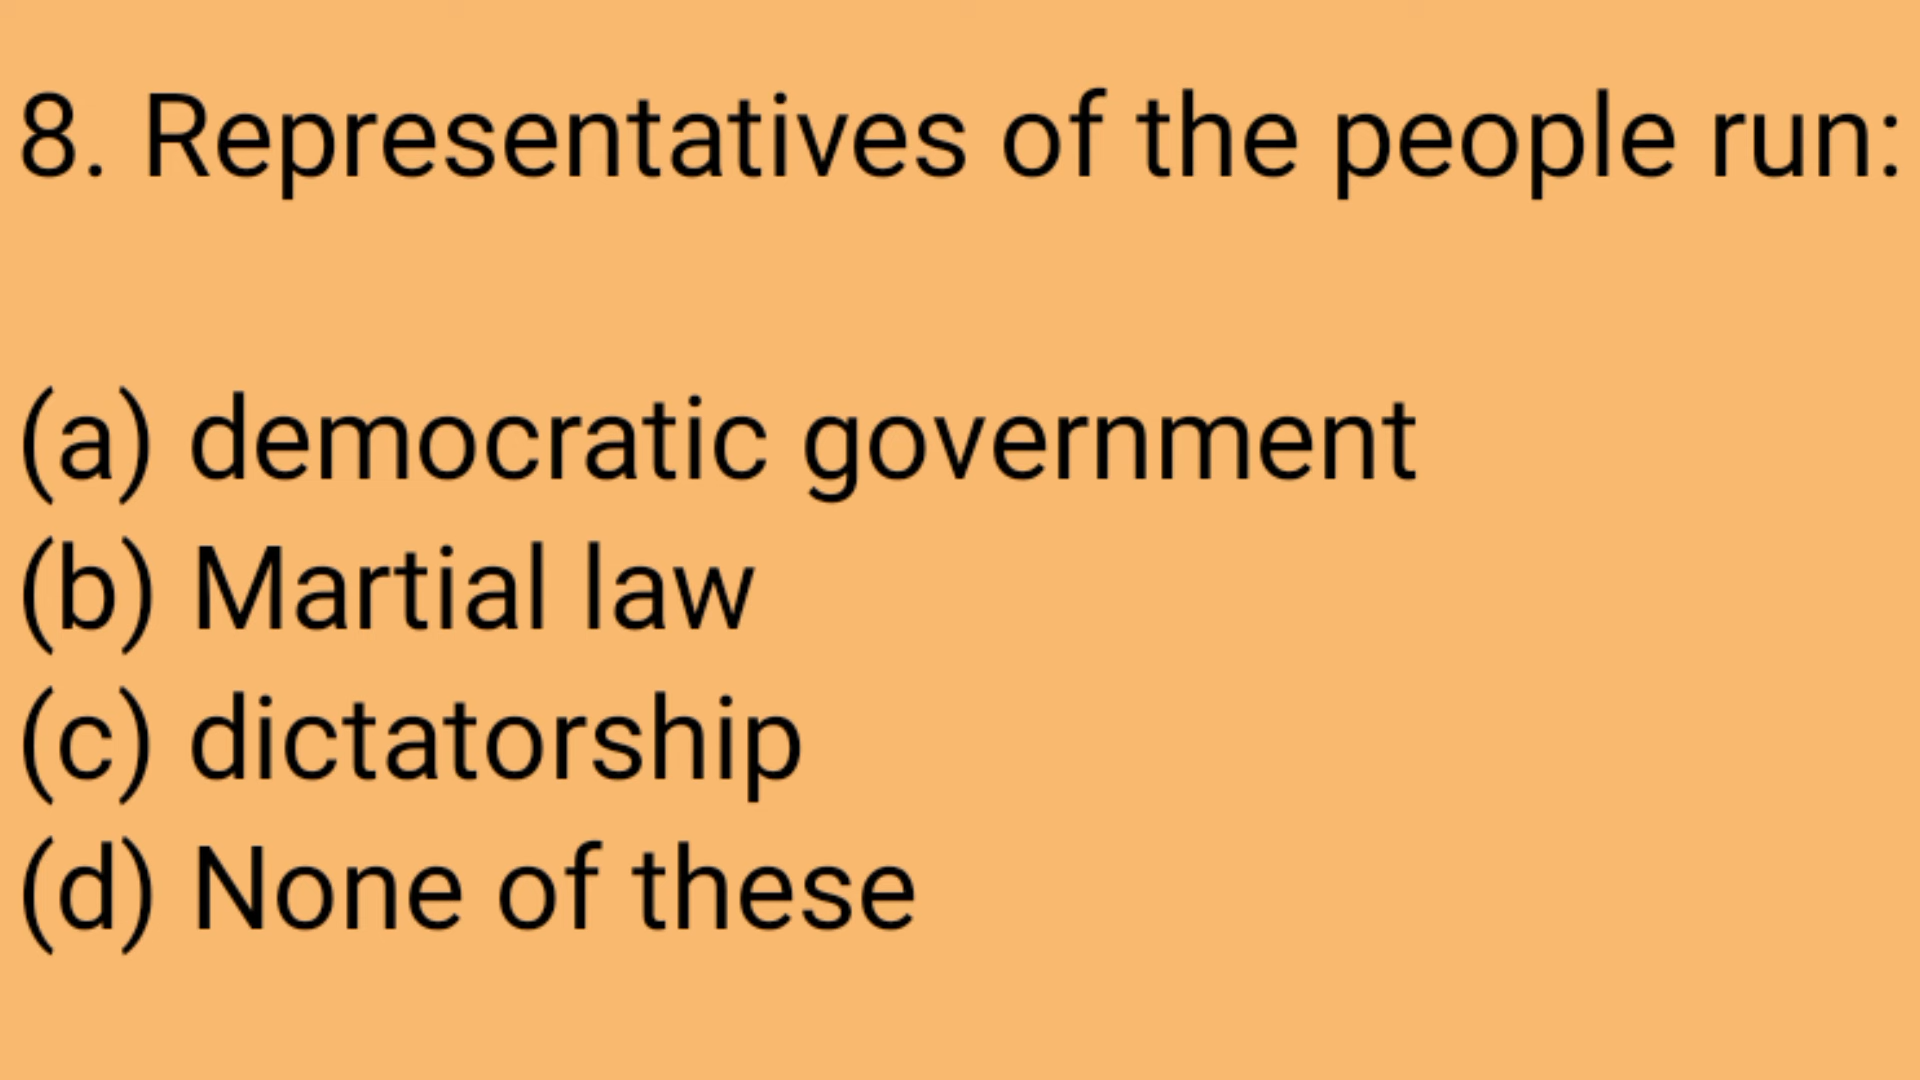 8. Representatives of the people run:
(a) democratic government
(b) Martial law
(c) dictatorship
(d) None of these